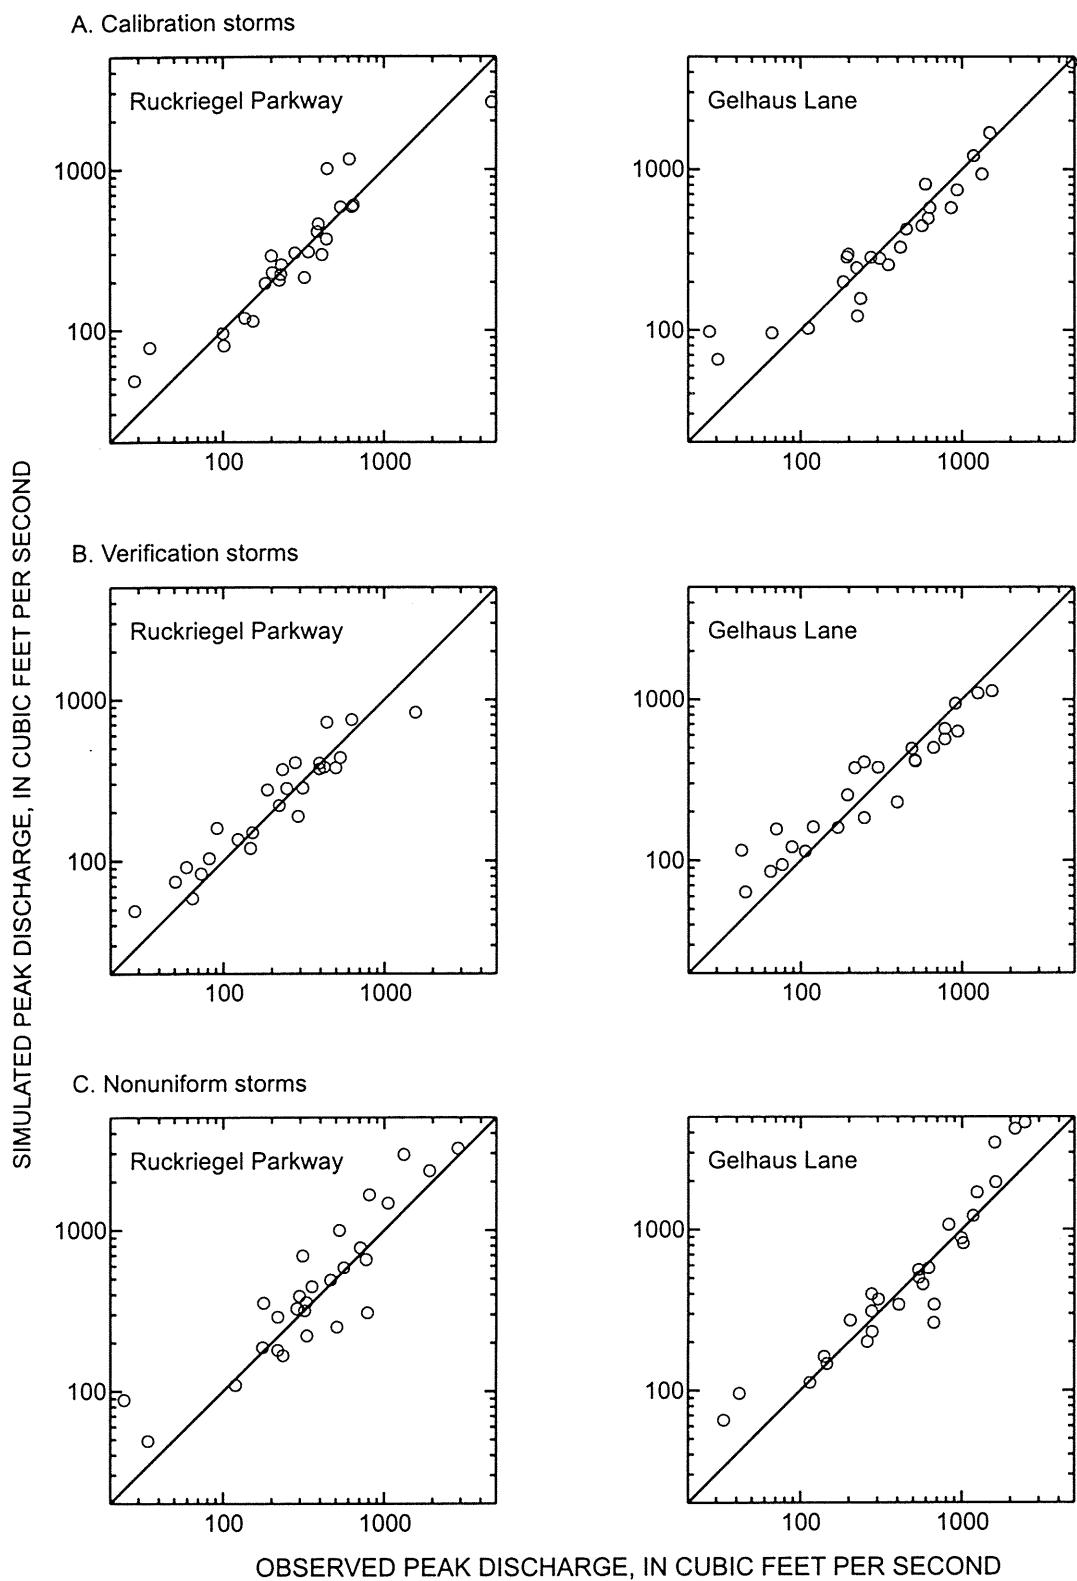 A. Calibration storms
Ruckriegel Parkway
Gelhaus Lane
1000
1000
100
100
100 1000
100 1000
SIMULATED PEAK DISCHARGE, IN CUBIC FEET PER SECOND
B. Verification storms
Ruckriegel Parkway
Gelhaus Lane
1000
1000
100
100
100 1000
100 1000
C. Nonuniform storms
Ruckriegel Parkway
Gelhaus Lane
1000
1000
100
100
100 1000
100 1000
OBSERVED PEAK DISCHARGE, IN CUBIC FEET PER SECOND